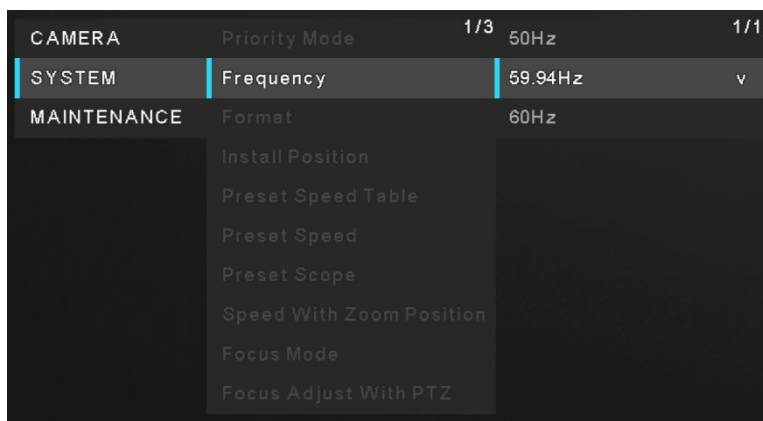 CAMERA Priority Mode 1/3 50Hz 1/1
SYSTEM Frequency 59.94Hz v
MAINTENANCE Format 60Hz
Install Position
Preset Speed Table
Preset Speed
Preset Scope
Speed With Zoom Position
Focus Mode
Focus Adjust With PTZ